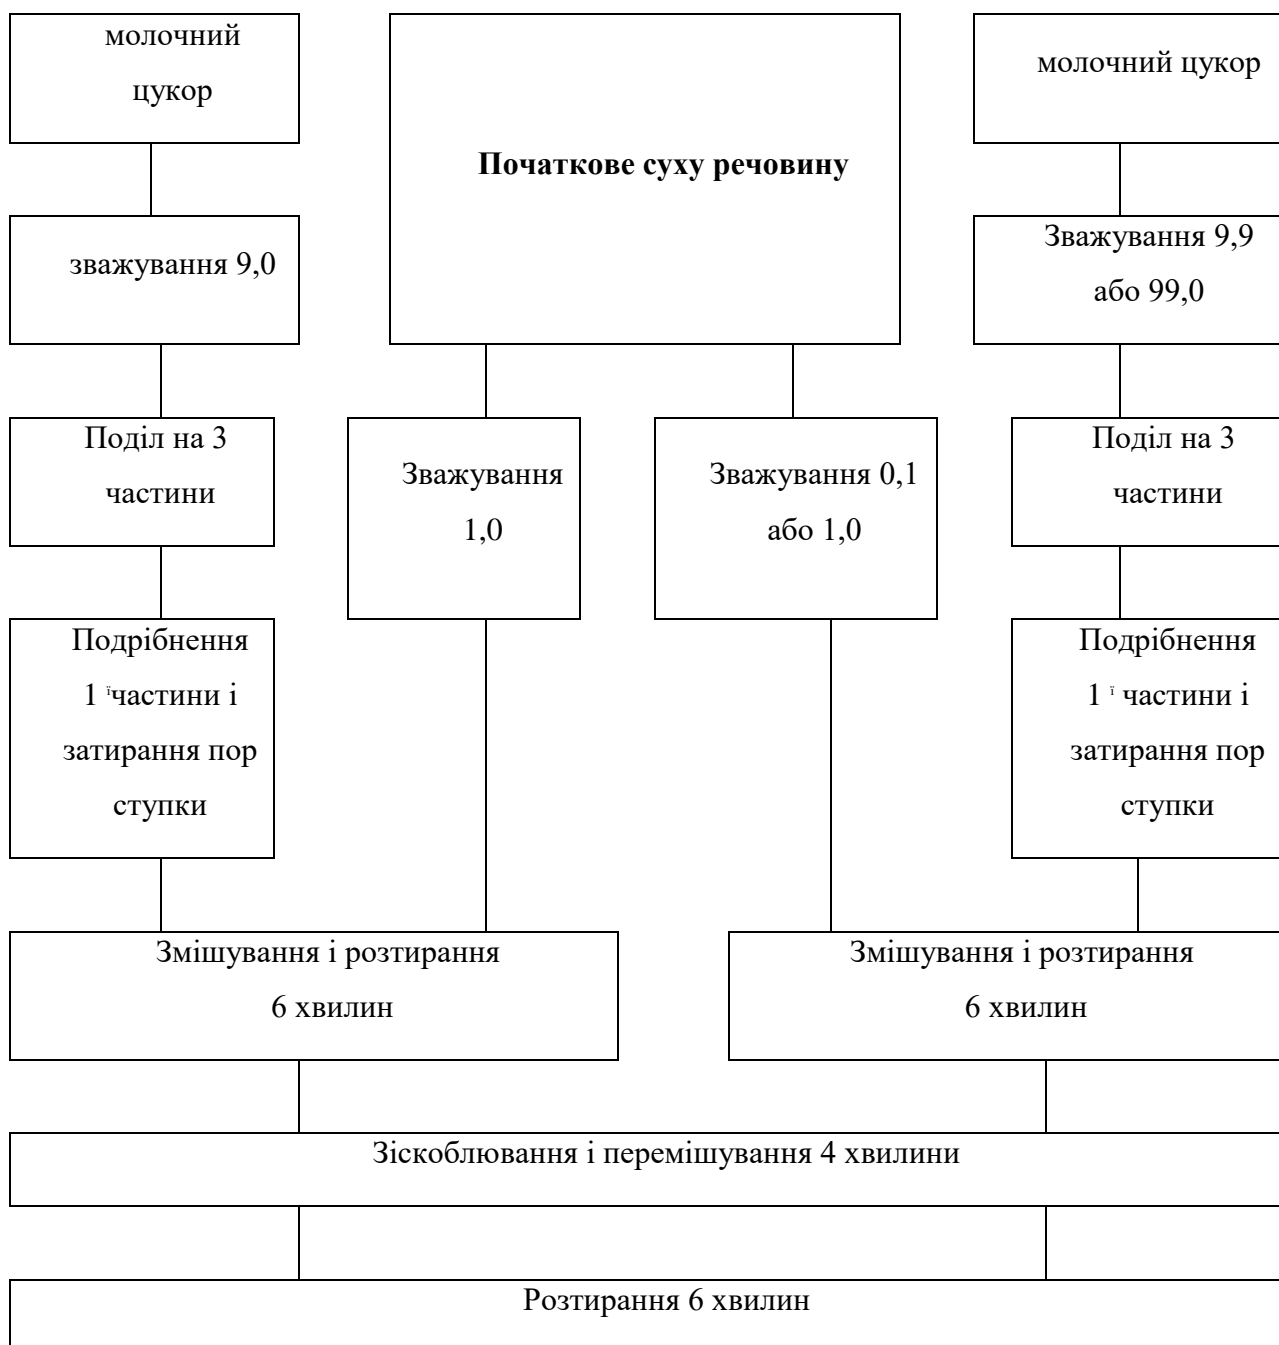 молочний
цукор
Початкове суху речовину
молочний цукор
зважування 9,0
Зважування 9,9
або 99,0
Поділ на 3
частини
Зважування
1,0
Зважування 0,1
або 1,0
Поділ на 3
частини
Подрібнення
1 ї частини і
затирання пор
ступки
Подрібнення
1 ї частини і
затирання пор
ступки
Змішування і розтирання
6 хвилин
Змішування і розтирання
6 хвилин
Зіскоблювання і перемішування 4 хвилини
Розтирання 6 хвилин